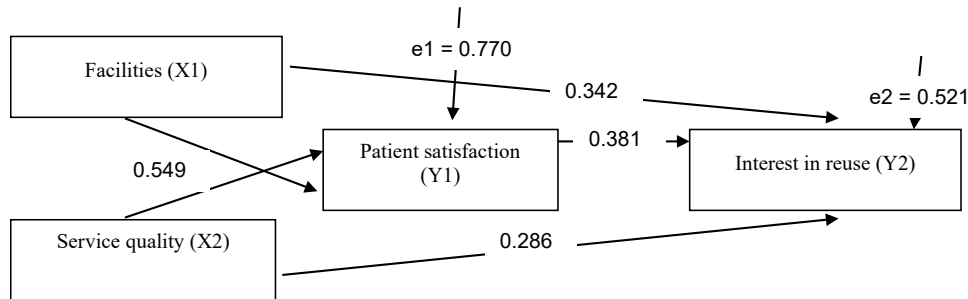 e1 = 0.770
Facilities (X1)
0.342
e2 = 0.521
0.381
Patient satisfaction
(Y1)
Interest in reuse (Y2)
0.549
Service quality (X2)
0.286